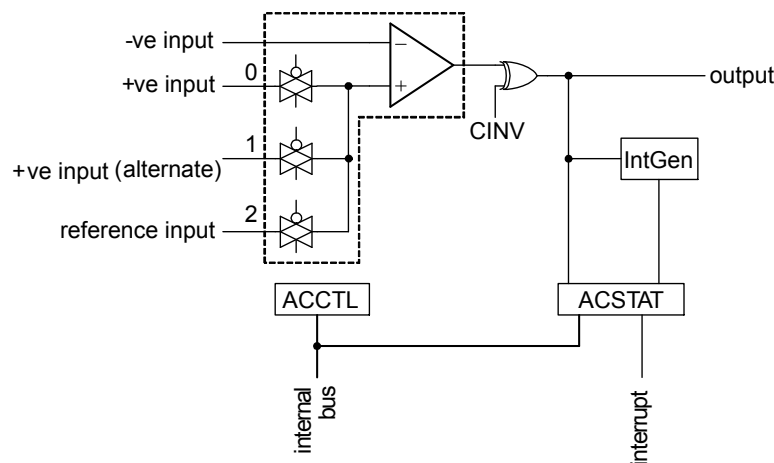 -ve input
−
0
+ve input
+
output
CINV
1
+ve input (alternate)
IntGen
2
reference input
ACCTL
ACSTAT
internal
bus
interrupt